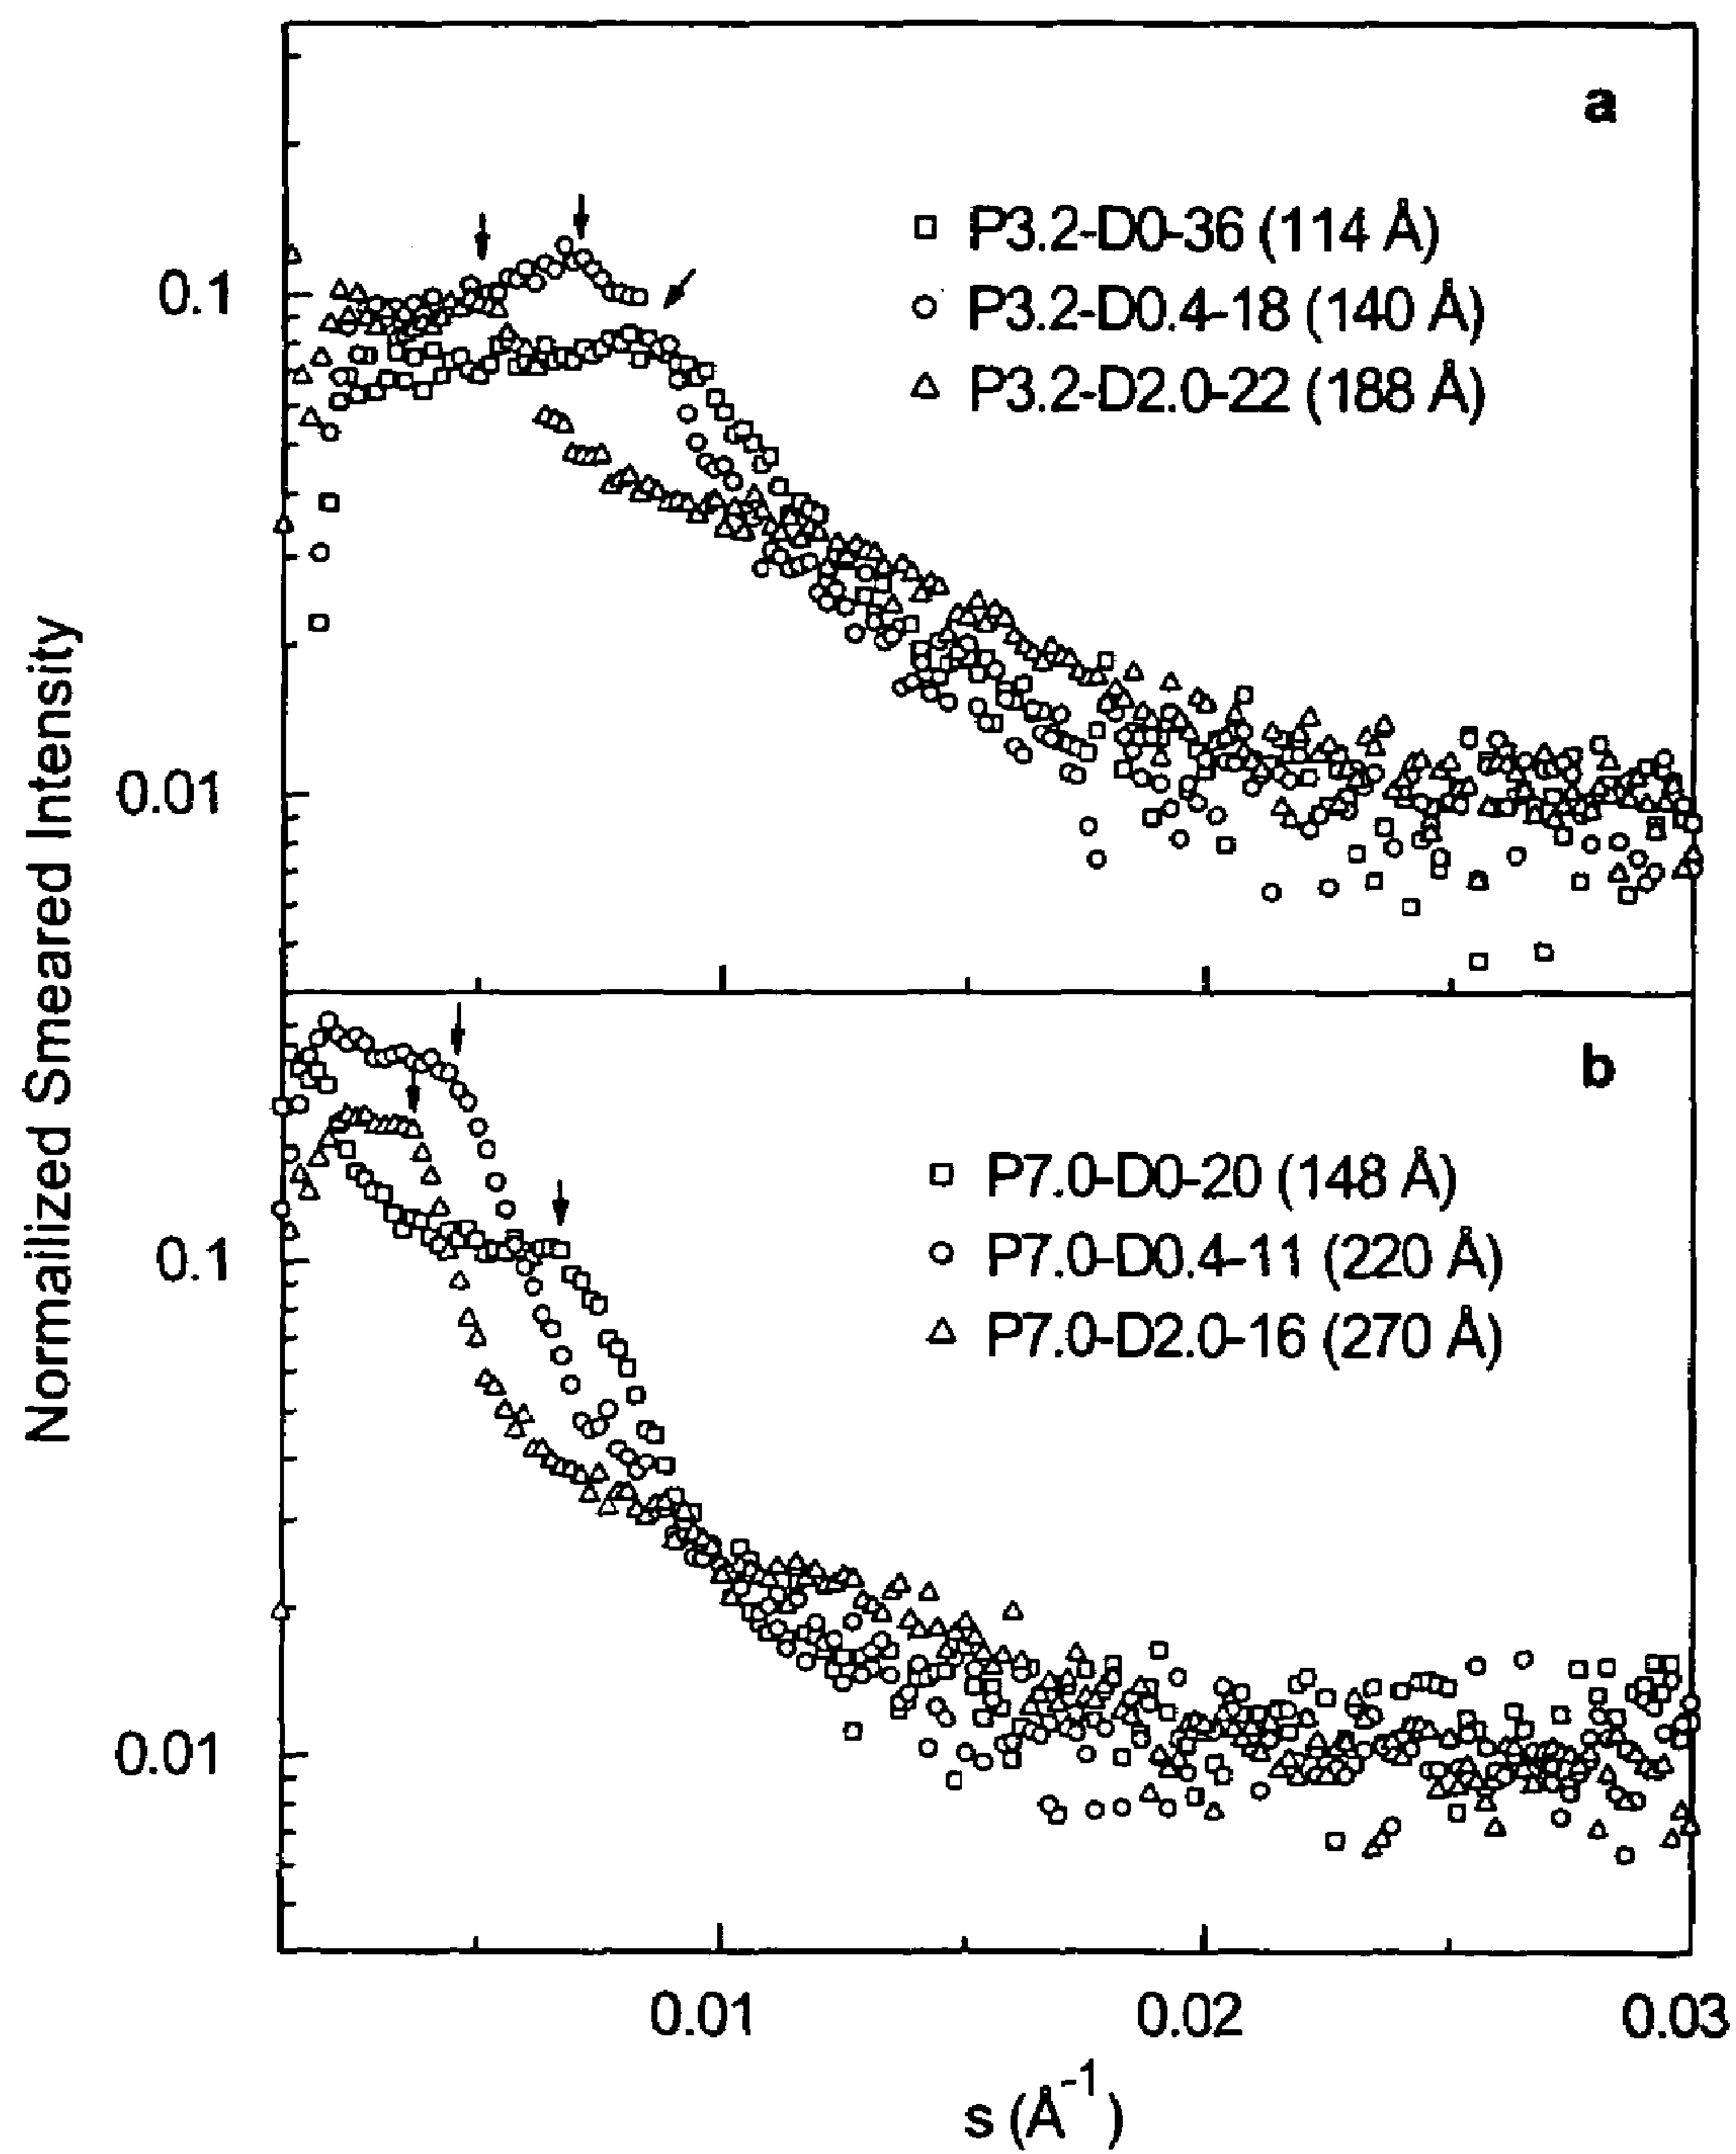 a
P3.2-D0-36 (114 Å)
P3.2-D0.4-18 (140 Å)
P3.2-D2.0-22 (188 Å)
0.1
0.01
Normailized Smeared Intensity
b
P7.0-D0-20 (148 Å)
P7.0-D0.4-11 (220 Å)
P7.0-D2.0-16 (270 Å)
0.1
0.01
0.01 0.02 0.03
s (Å⁻¹)